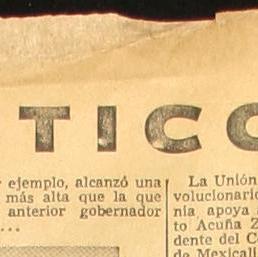 TICO
ejemplo, alcanzó una
más alta que la que
anterior gobernador
...
La Unión
volucionario
nía, apoya
to Acuña Z
dente del C
de Mexicali